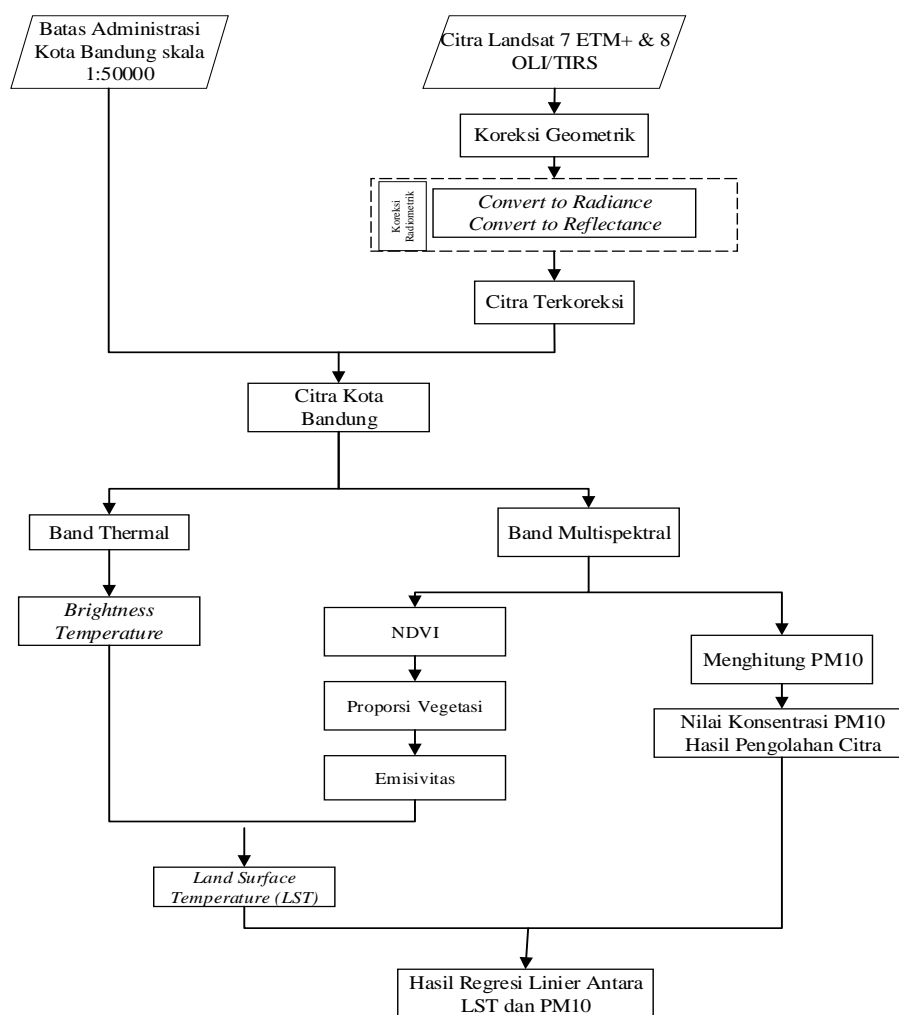 Batas Administrasi
Kota Bandung skala
1:50000
Citra Landsat 7 ETM+ & 8
OLI/TIRS
Koreksi Geometrik
Koreksi
Radiometrik
Convert to Radiance
Convert to Reflectance
Citra Terkoreksi
Citra Kota
Bandung
Band Thermal
Band Multispektral
Brightness
Temperature
NDVI
Menghitung PM10
Proporsi Vegetasi
Nilai Konsentrasi PM10
Hasil Pengolahan Citra
Emisivitas
Land Surface
Temperature (LST)
Hasil Regresi Linier Antara
LST dan PM10